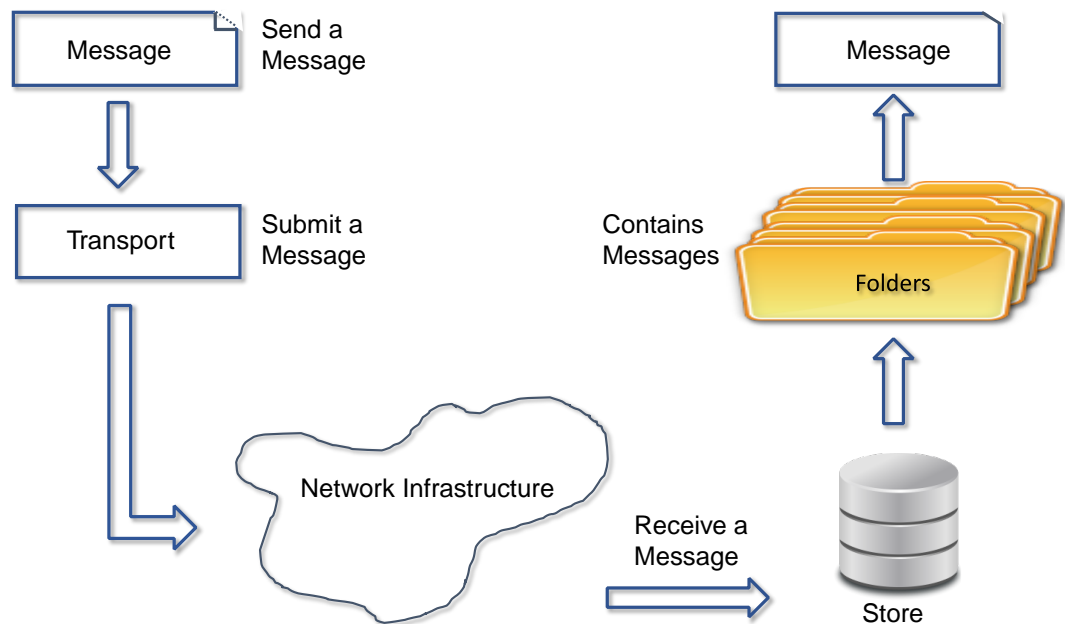 Message
Send a
Message
Transport
Submit a
Message
Network Infrastructure
Receive a
Message
Store
Contains
Messages
Folders
Message